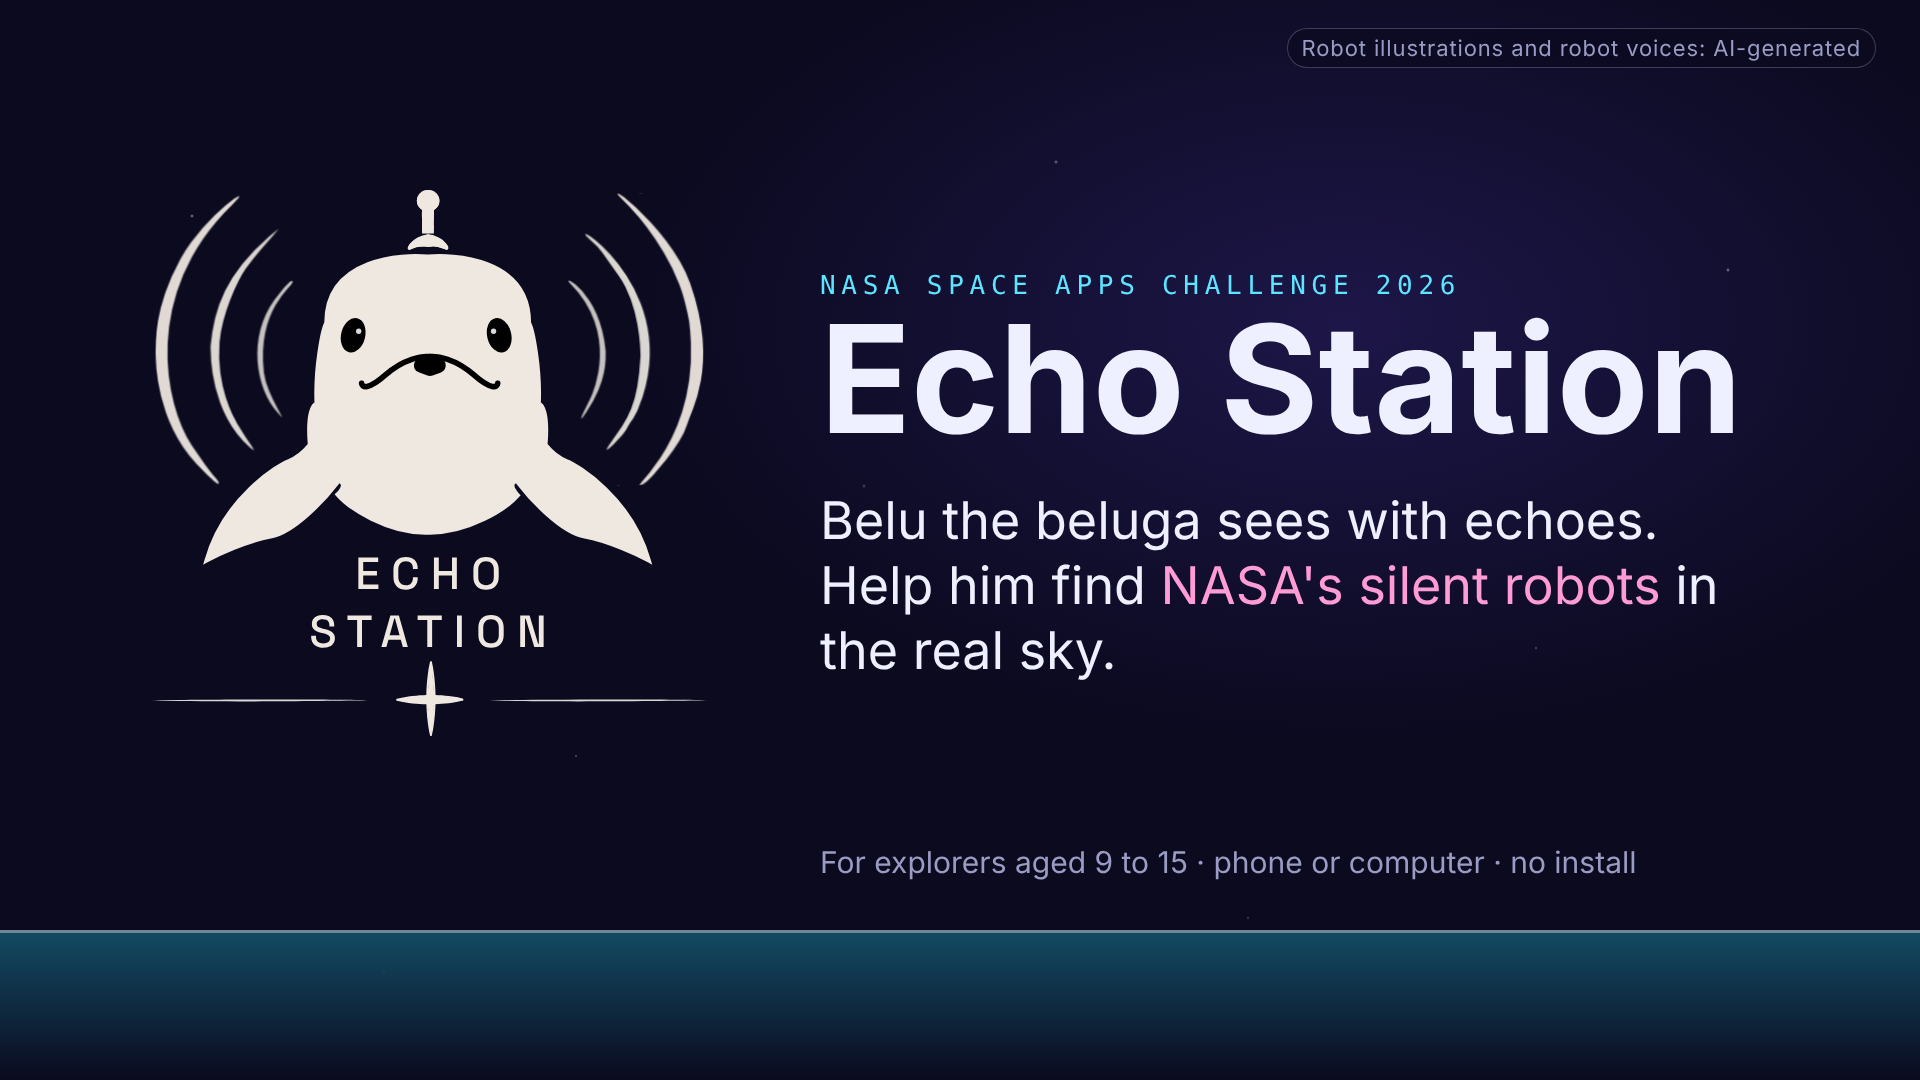 Robot illustrations and robot voices: AI-generated
ECHO
STATION
NASA SPACE APPS CHALLENGE 2026
Echo Station
Belu the beluga sees with echoes.
Help him find NASA's silent robots in
the real sky.
For explorers aged 9 to 15 · phone or computer · no install